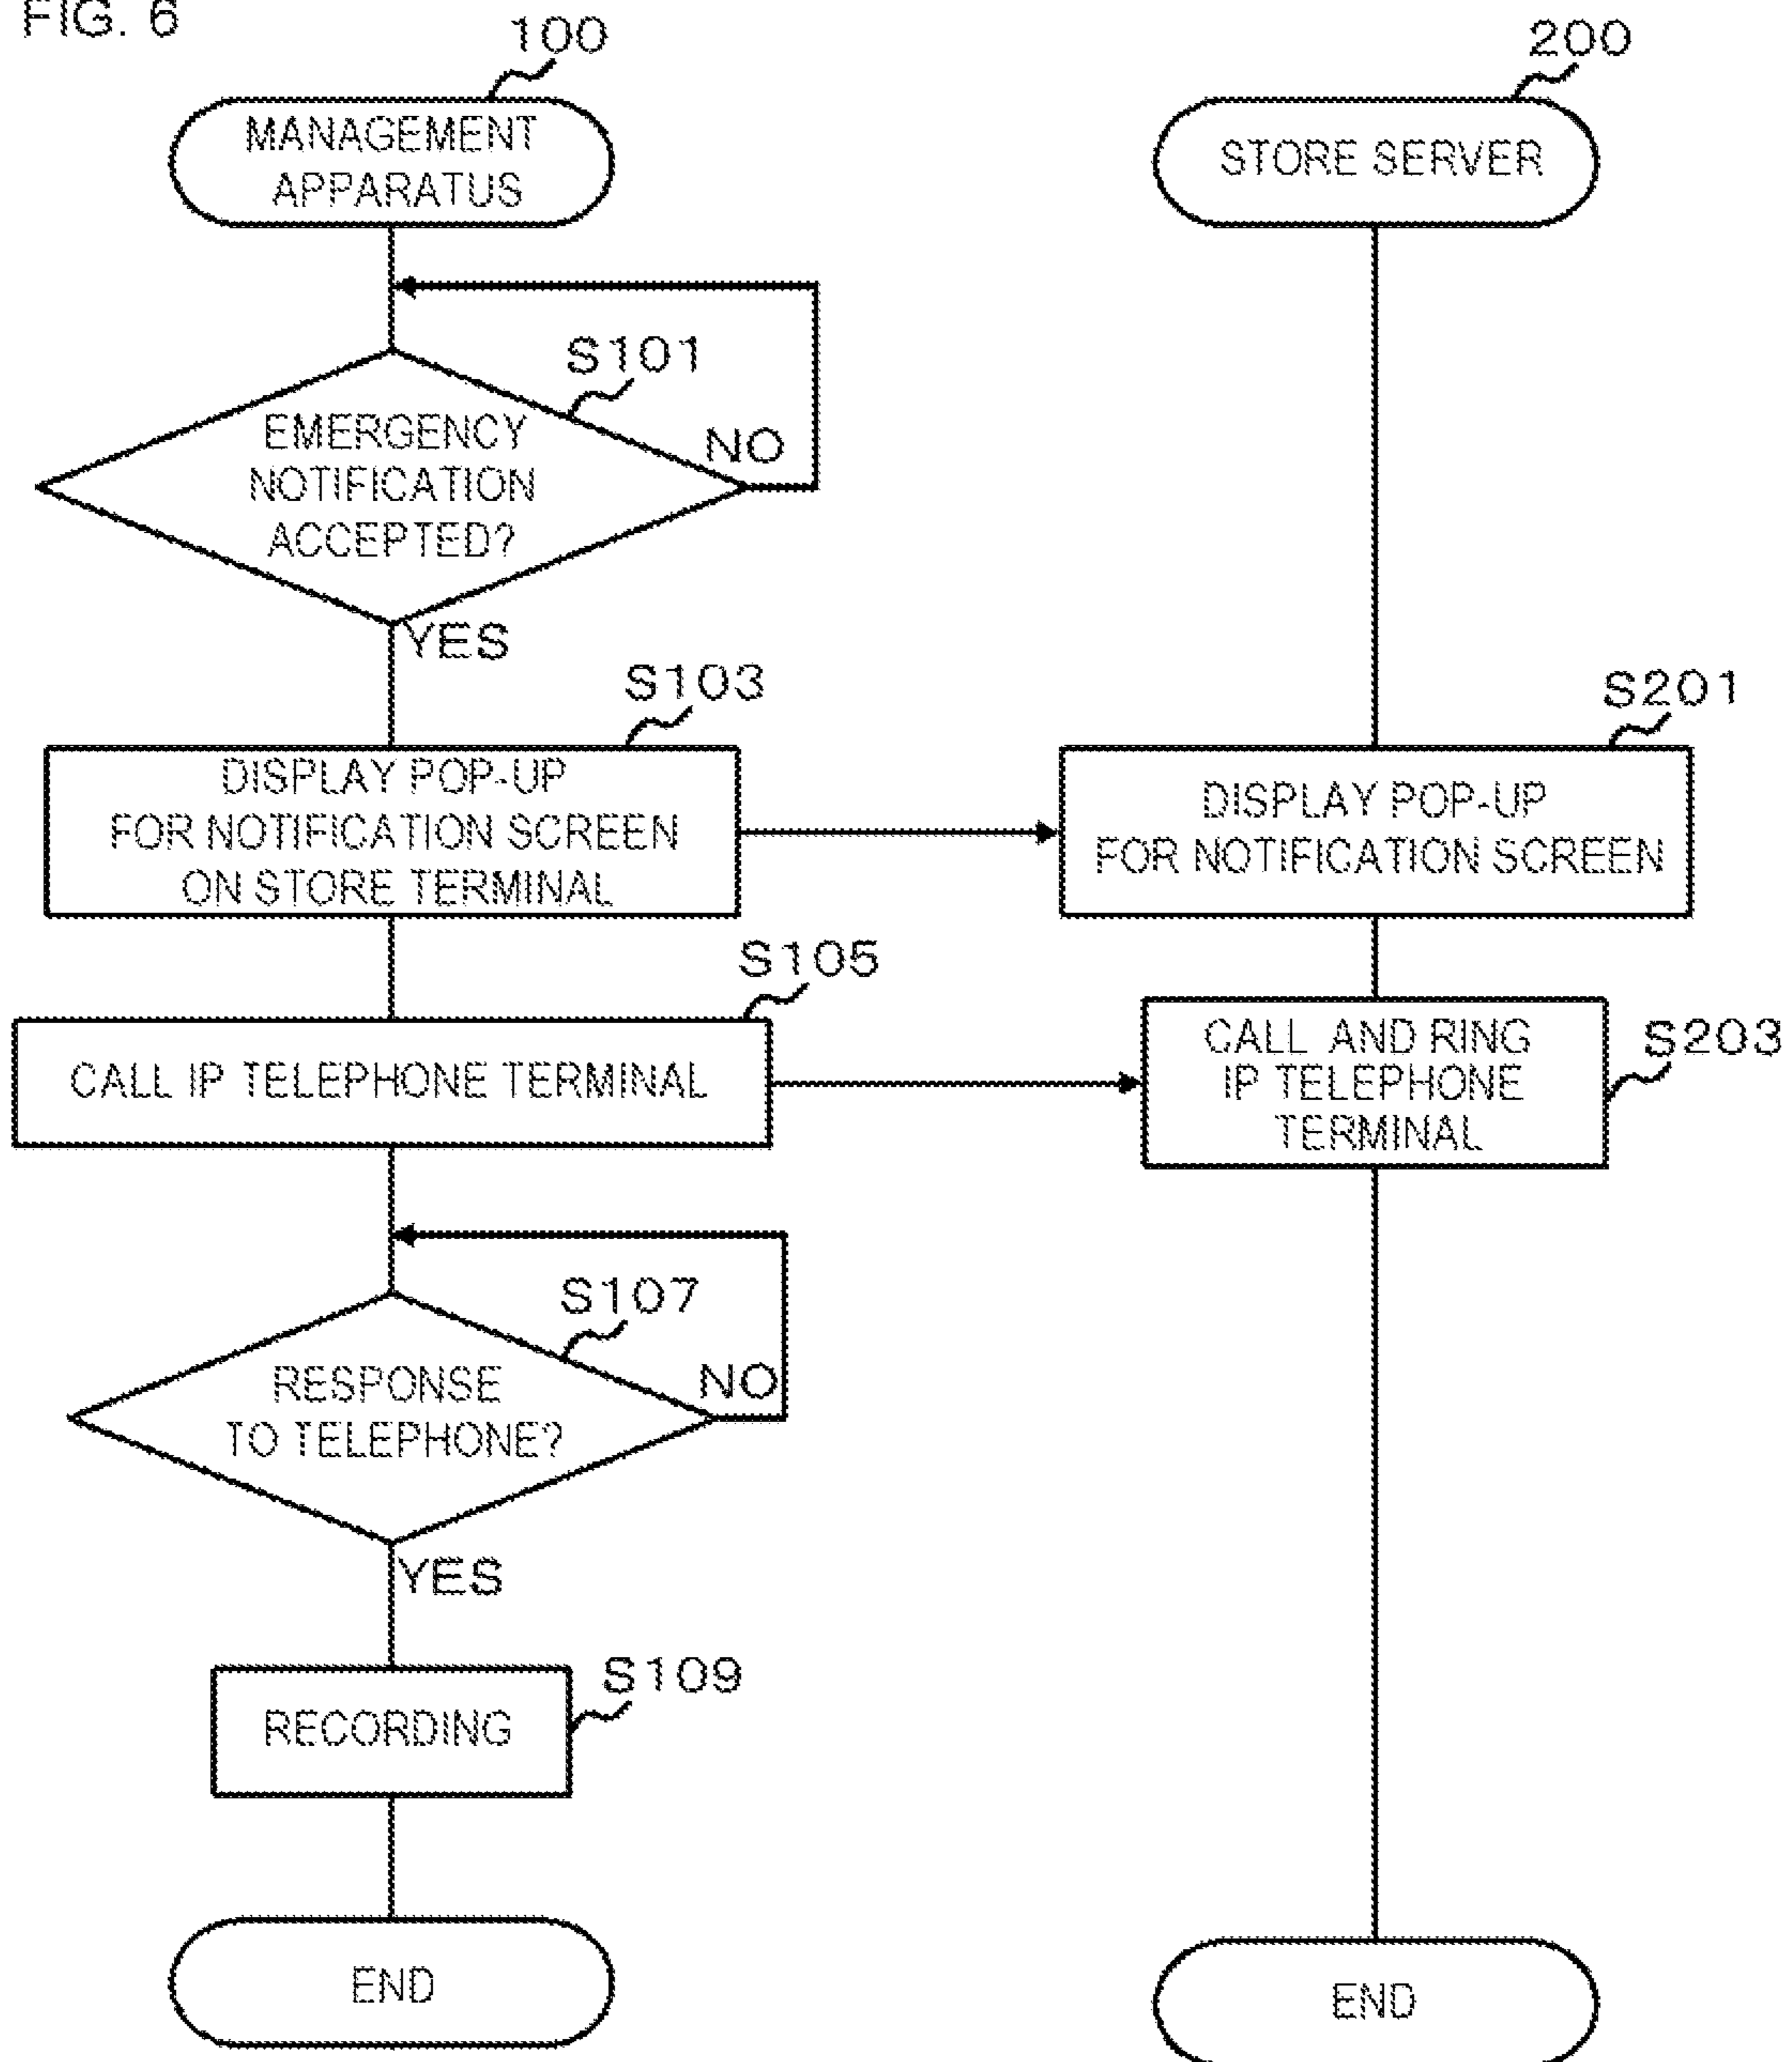 FIG. 6
100
MANAGEMENT
APPARATUS
200
STORE SERVER
S101
EMERGENCY
NOTIFICATION
ACCEPTED?
NO
YES
S103
DISPLAY POP-UP
FOR NOTIFICATION SCREEN
ON STORE TERMINAL
S201
DISPLAY POP-UP
FOR NOTIFICATION SCREEN
S105
CALL IP TELEPHONE TERMINAL
CALL AND RING
IP TELEPHONE
TERMINAL
S203
S107
RESPONSE
TO TELEPHONE?
NO
YES
RECORDING
S109
END
END